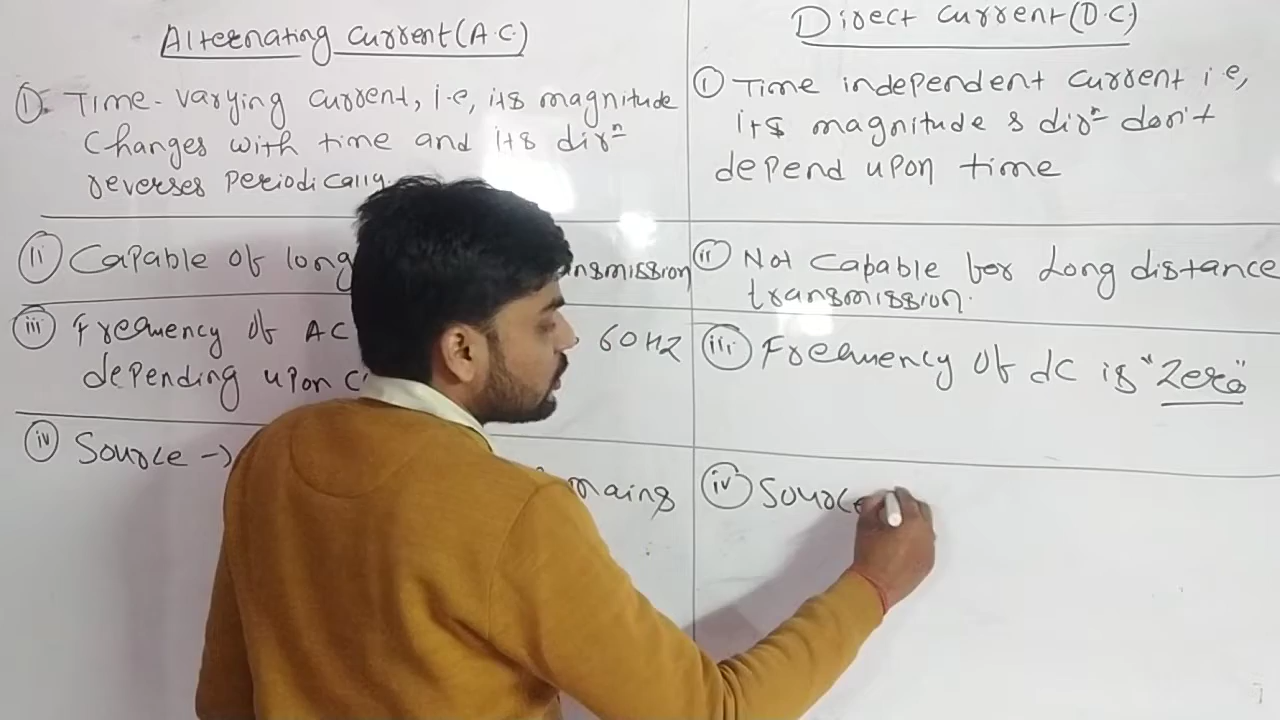 Alternating Current (A.C)
① Time-varying current, i.e, its magnitude
changes with time and its dirⁿ
reverses periodically.
ii Capable of long
ansmission
iii Frequency of AC
60HZ
depending upon C
iv Source →
mains
Direct Current (D.C)
① Time independent current i.e,
its magnitude & dirⁿ don't
depend upon time
ii Not capable for Long distance
transmission.
iii Frequency of dC is "Zero"
iv Source